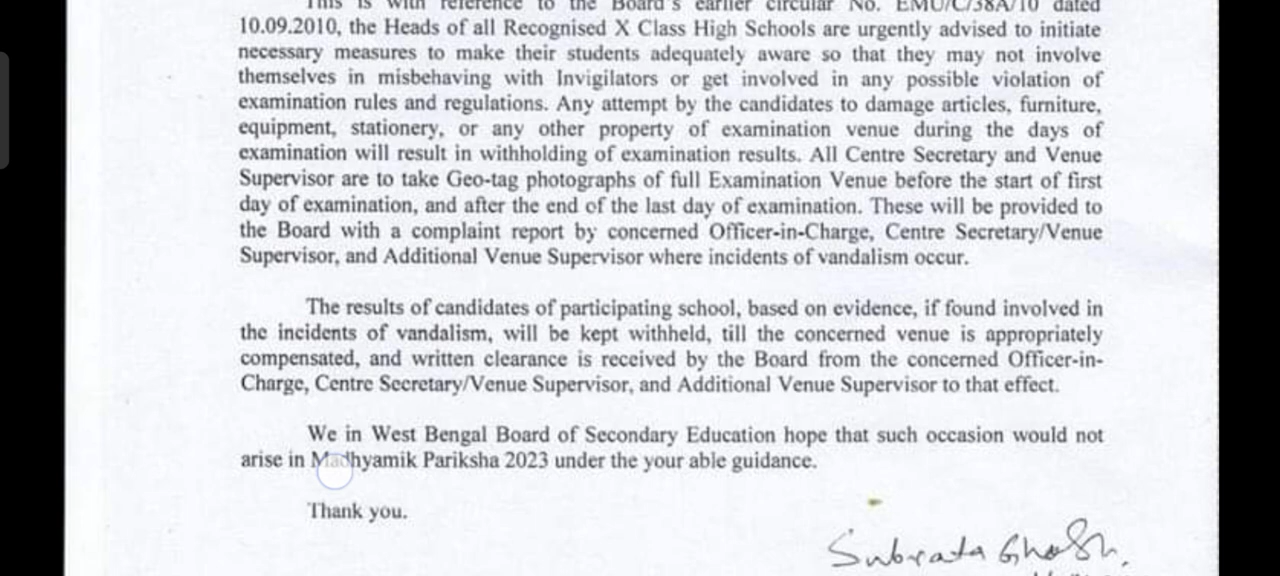 This is with reference to the Board's earlier circular No. EMU/C/38A/10 dated
10.09.2010, the Heads of all Recognised X Class High Schools are urgently advised to initiate
necessary measures to make their students adequately aware so that they may not involve
themselves in misbehaving with Invigilators or get involved in any possible violation of
examination rules and regulations. Any attempt by the candidates to damage articles, furniture,
equipment, stationery, or any other property of examination venue during the days of
examination will result in withholding of examination results. All Centre Secretary and Venue
Supervisor are to take Geo-tag photographs of full Examination Venue before the start of first
day of examination, and after the end of the last day of examination. These will be provided to
the Board with a complaint report by concerned Officer-in-Charge, Centre Secretary/Venue
Supervisor, and Additional Venue Supervisor where incidents of vandalism occur.
The results of candidates of participating school, based on evidence, if found involved in
the incidents of vandalism, will be kept withheld, till the concerned venue is appropriately
compensated, and written clearance is received by the Board from the concerned Officer-in-
Charge, Centre Secretary/Venue Supervisor, and Additional Venue Supervisor to that effect.
We in West Bengal Board of Secondary Education hope that such occasion would not
arise in Madhyamik Pariksha 2023 under the your able guidance.
Thank you.
Subrata Ghosh